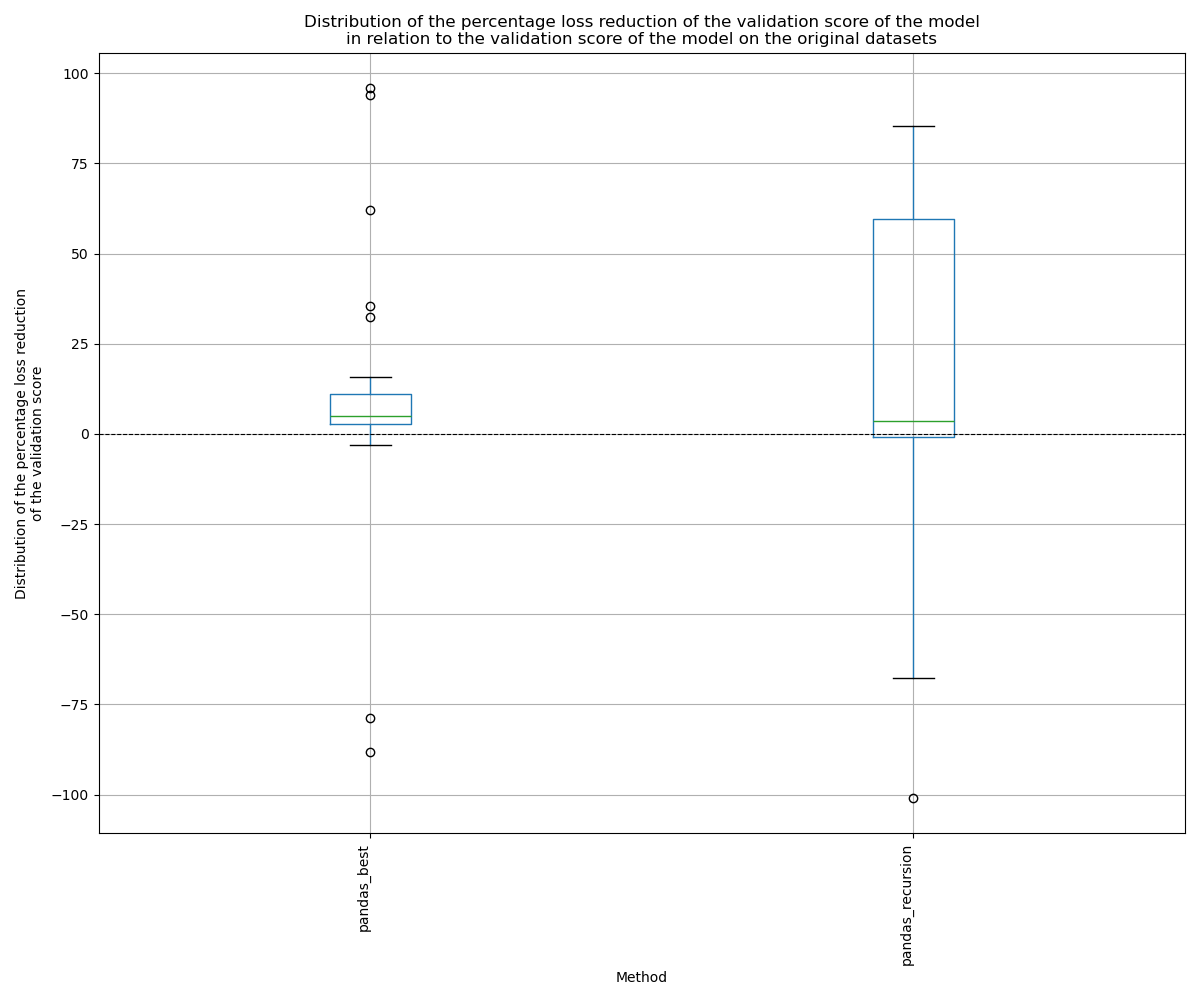 Distribution of the percentage loss reduction of the validation score of the model
in relation to the validation score of the model on the original datasets
Distribution of the percentage loss reduction
of the validation score
100
75
50
25
0
−25
−50
−75
−100
pandas_best
pandas_recursion
Method